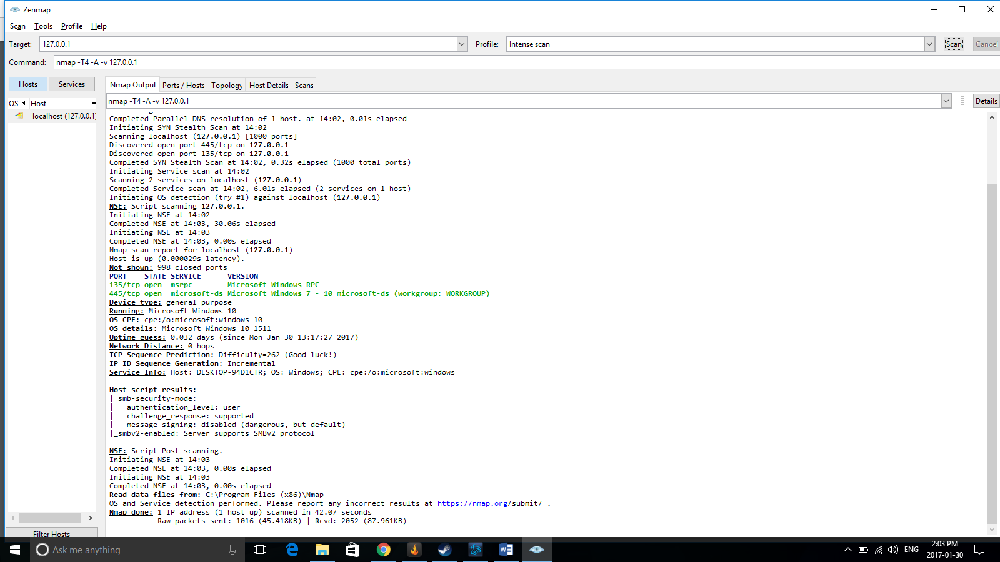 Zenmap
Scan Tools Profile Help
Target: 127.0.0.1 Profile: Intense scan Scan Cancel
Command: nmap -T4 -A -v 127.0.0.1
Hosts Services
Nmap Output Ports / Hosts Topology Host Details Scans
OS Host
localhost (127.0.0.1)
nmap -T4 -A -v 127.0.0.1 Details
Completed Parallel DNS resolution of 1 host. at 14:02, 0.01s elapsed
Initiating SYN Stealth Scan at 14:02
Scanning localhost (127.0.0.1) [1000 ports]
Discovered open port 445/tcp on 127.0.0.1
Discovered open port 135/tcp on 127.0.0.1
Completed SYN Stealth Scan at 14:02, 0.32s elapsed (1000 total ports)
Initiating Service scan at 14:02
Scanning 2 services on localhost (127.0.0.1)
Completed Service scan at 14:02, 6.01s elapsed (2 services on 1 host)
Initiating OS detection (try #1) against localhost (127.0.0.1)
NSE: Script scanning 127.0.0.1.
Initiating NSE at 14:02
Completed NSE at 14:03, 30.06s elapsed
Initiating NSE at 14:03
Completed NSE at 14:03, 0.00s elapsed
Nmap scan report for localhost (127.0.0.1)
Host is up (0.000029s latency).
Not shown: 998 closed ports
PORT STATE SERVICE VERSION
135/tcp open msrpc Microsoft Windows RPC
445/tcp open microsoft-ds Microsoft Windows 7 - 10 microsoft-ds (workgroup: WORKGROUP)
Device type: general purpose
Running: Microsoft Windows 10
OS CPE: cpe:/o:microsoft:windows_10
OS details: Microsoft Windows 10 1511
Uptime guess: 0.032 days (since Mon Jan 30 13:17:27 2017)
Network Distance: 0 hops
TCP Sequence Prediction: Difficulty=262 (Good luck!)
IP ID Sequence Generation: Incremental
Service Info: Host: DESKTOP-94D1CTR; OS: Windows; CPE: cpe:/o:microsoft:windows
Host script results:
| smb-security-mode:
|   authentication_level: user
|   challenge_response: supported
|_  message_signing: disabled (dangerous, but default)
|_smbv2-enabled: Server supports SMBv2 protocol
NSE: Script Post-scanning.
Initiating NSE at 14:03
Completed NSE at 14:03, 0.00s elapsed
Initiating NSE at 14:03
Completed NSE at 14:03, 0.00s elapsed
Read data files from: C:\Program Files (x86)\Nmap
OS and Service detection performed. Please report any incorrect results at https://nmap.org/submit/ .
Nmap done: 1 IP address (1 host up) scanned in 42.07 seconds
Raw packets sent: 1016 (45.418KB) | Rcvd: 2052 (87.961KB)
Filter Hosts
Ask me anything
ENG
2:03 PM
2017-01-30